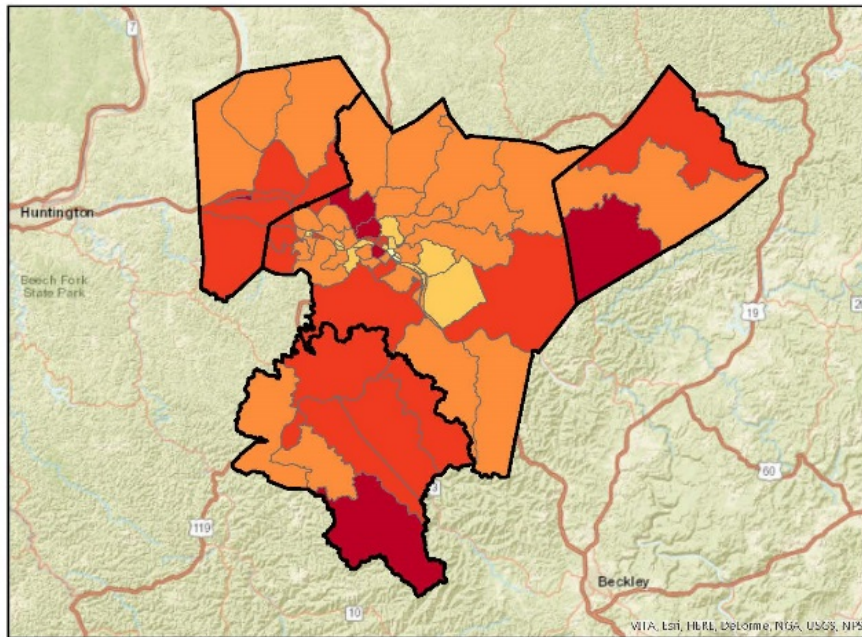 7
Huntington
Beech Fork
State Park
19
60
119
Beckley
10
VITA, Esri, HERE, DeLorme, NGA, USGS, NPS